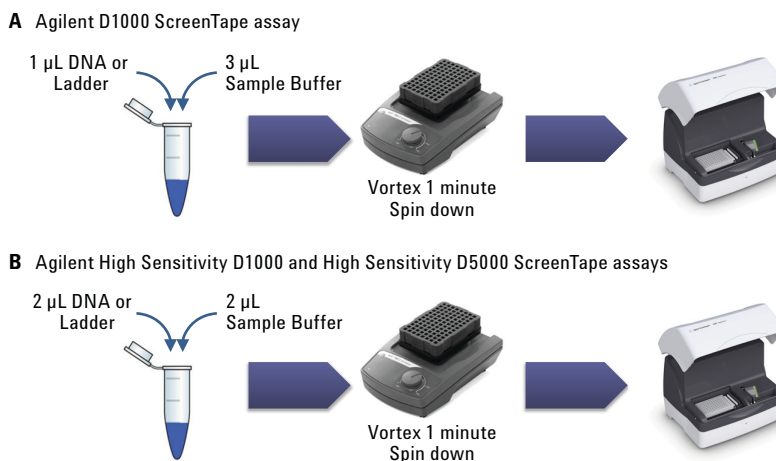 A Agilent D1000 ScreenTape assay
1 µL DNA or
Ladder
3 µL
Sample Buffer
Vortex 1 minute
Spin down
B Agilent High Sensitivity D1000 and High Sensitivity D5000 ScreenTape assays
2 µL DNA or
Ladder
2 µL
Sample Buffer
Vortex 1 minute
Spin down